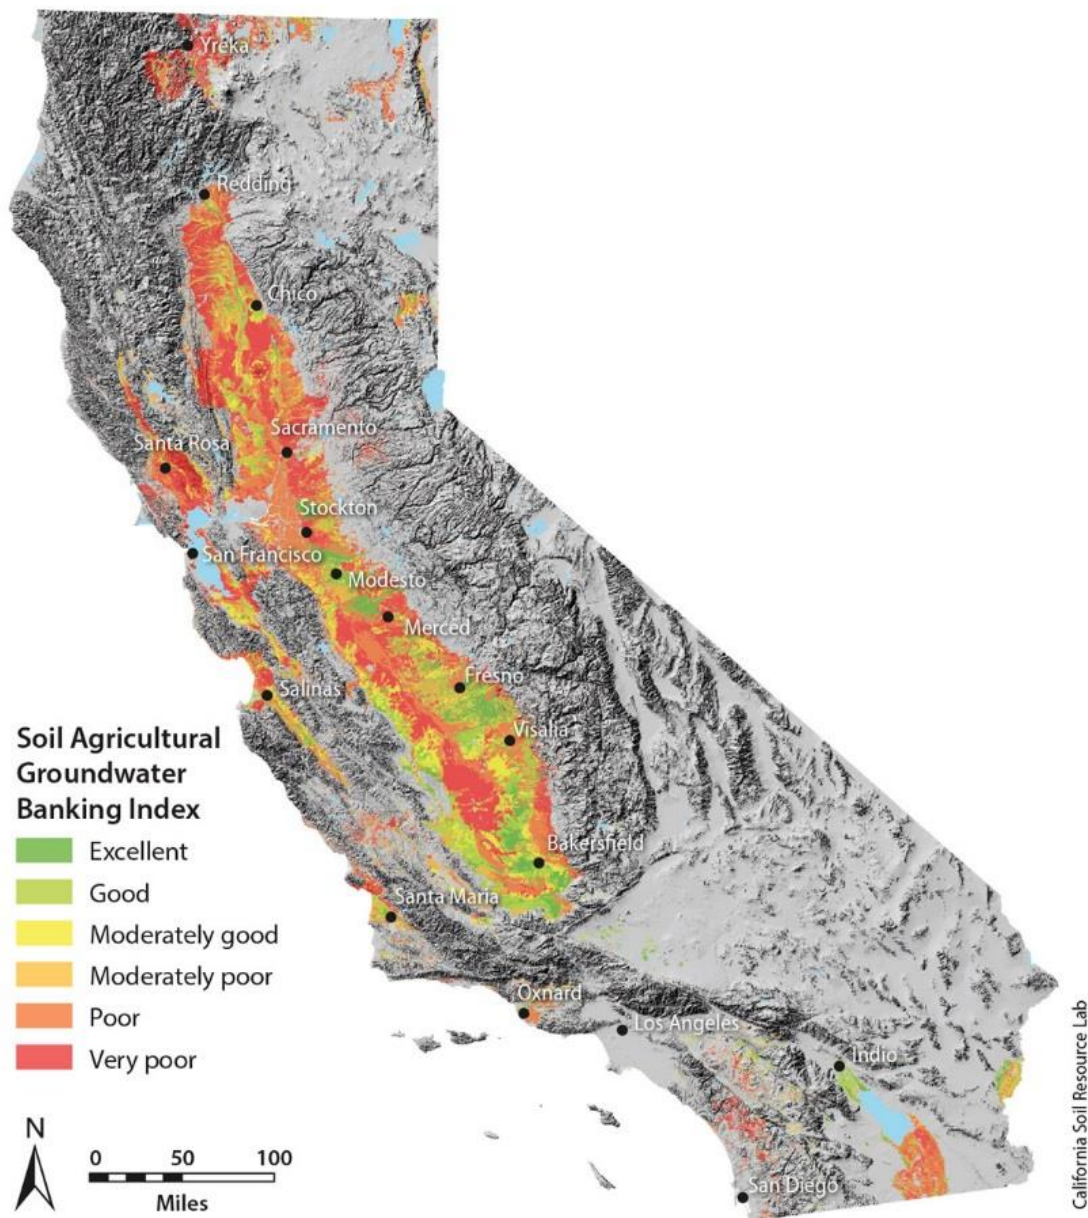 Yreka
Redding
Chico
Sacramento
Santa Rosa
Stockton
San Francisco
Modesto
Merced
Fresno
Salinas
Visalia
Bakersfield
Santa Maria
Oxnard
Los Angeles
Indio
San Diego
Soil Agricultural
Groundwater
Banking Index
Excellent
Good
Moderately good
Moderately poor
Poor
Very poor
N
0 50 100
Miles
California Soil Resource Lab